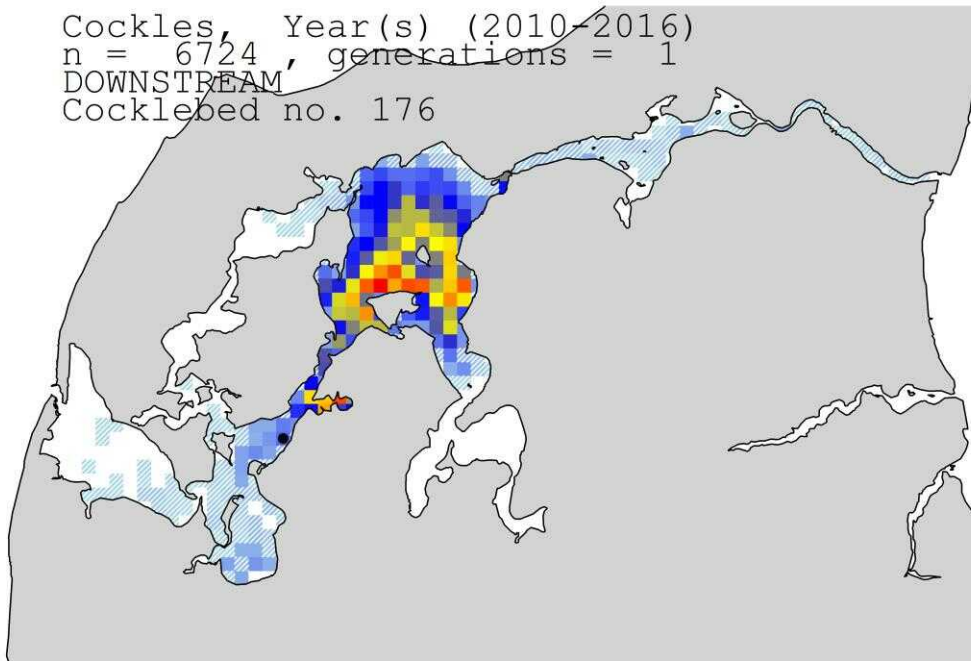 Cockles, Year(s) (2010-2016)
n = 6724 , generations = 1
DOWNSTREAM
Cocklebed no. 176